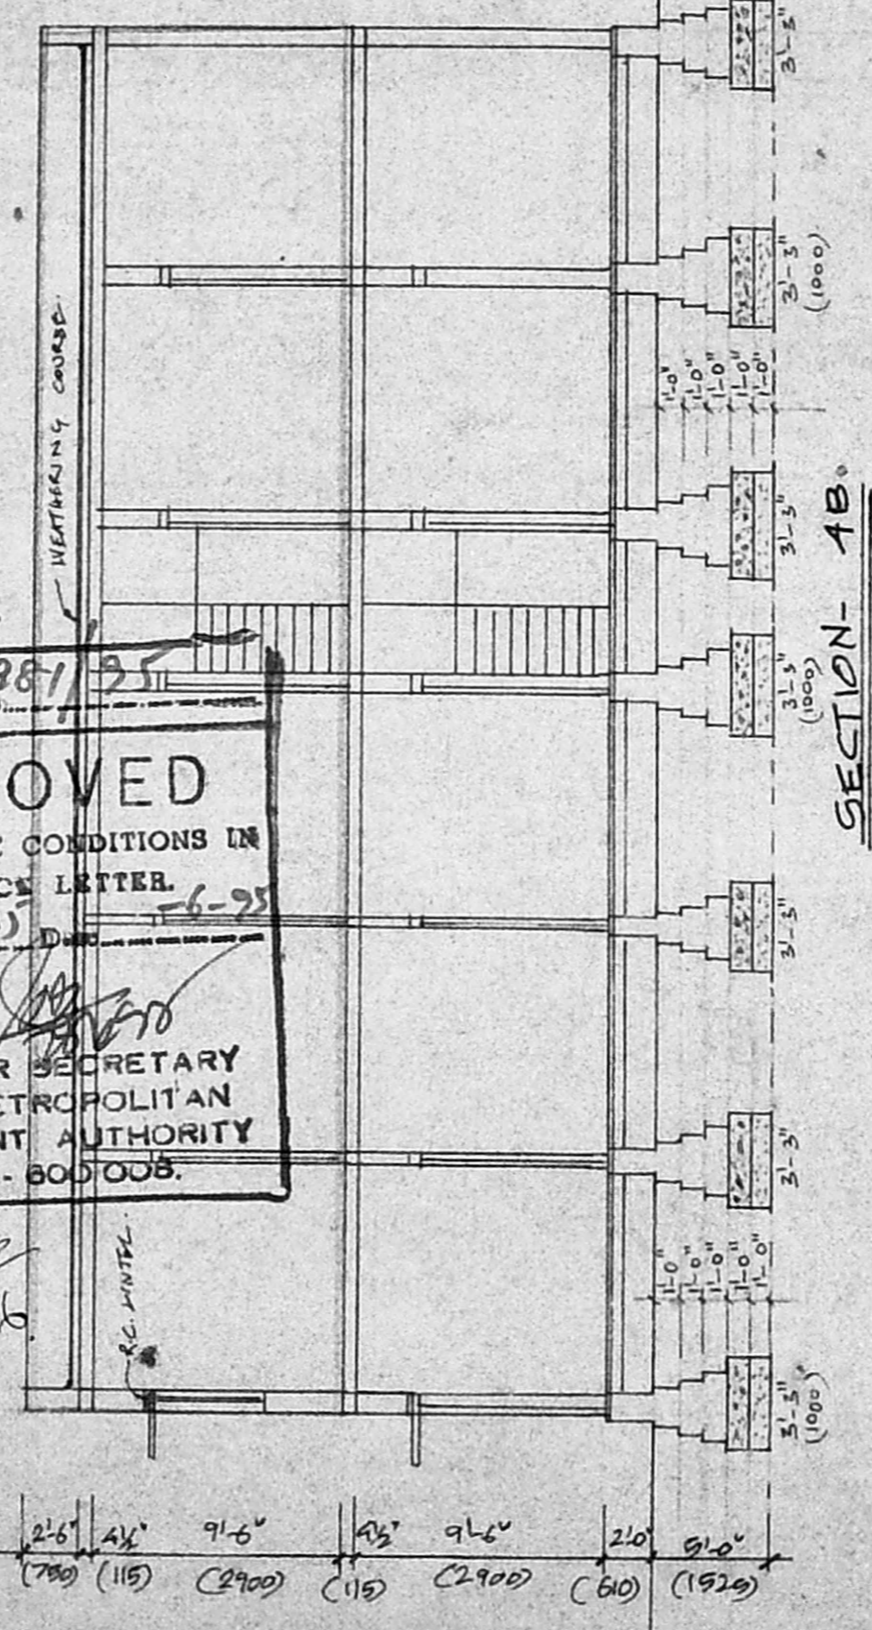 WEATHERING COURSE.
881/95
OVED
CONDITIONS IN
LETTER.
-6-95
SECRETARY
METROPOLITAN
AUTHORITY
- 600 008.
R.C. LINTEL.
3'-3"
3'-3"
(1000)
1'-0" 1'-0" 1'-0" 1'-0" 1'-0"
3'-3"
3'-3"
(1000)
3'-3"
3'-3"
1'-0" 1'-0" 1'-0" 1'-0" 1'-0"
3'-3"
(1000)
SECTION- 4B.
2'-6" 4½" 9'-6" 4½" 9'-6" 2'-0" 5'-0"
(750) (115) (2900) (115) (2900) (610) (1525)